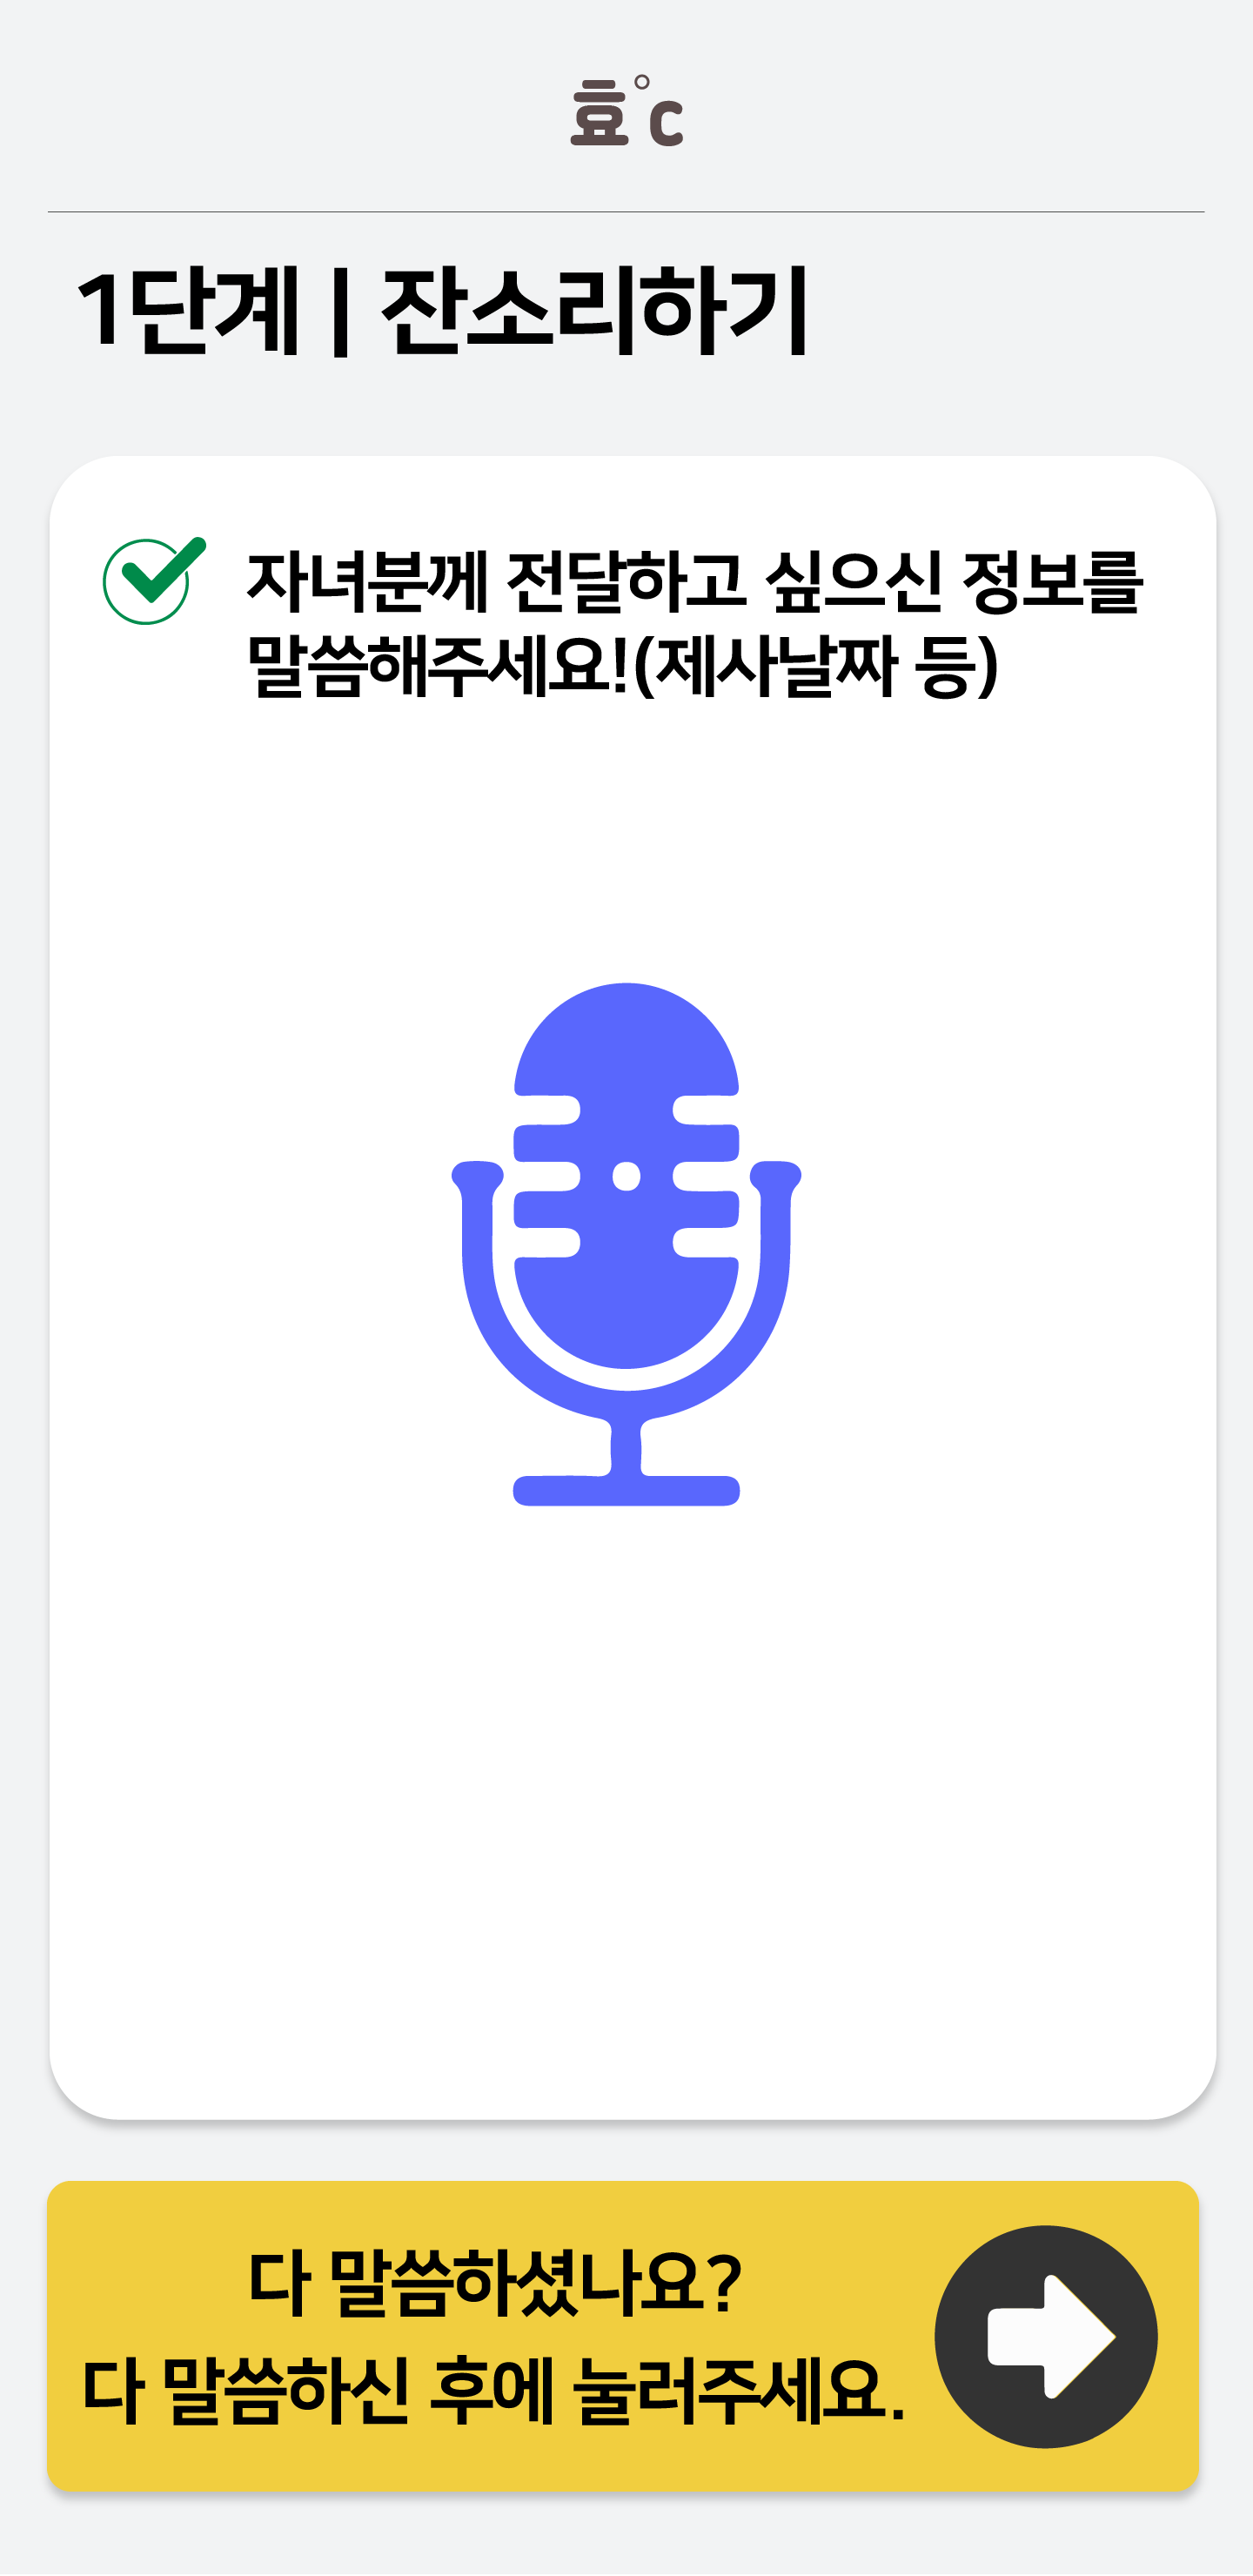 효°c
1단계 | 잔소리하기
자녀분께 전달하고 싶으신 정보를
말씀해주세요!(제사날짜 등)
다 말씀하셨나요?
다 말씀하신 후에 눌러주세요.